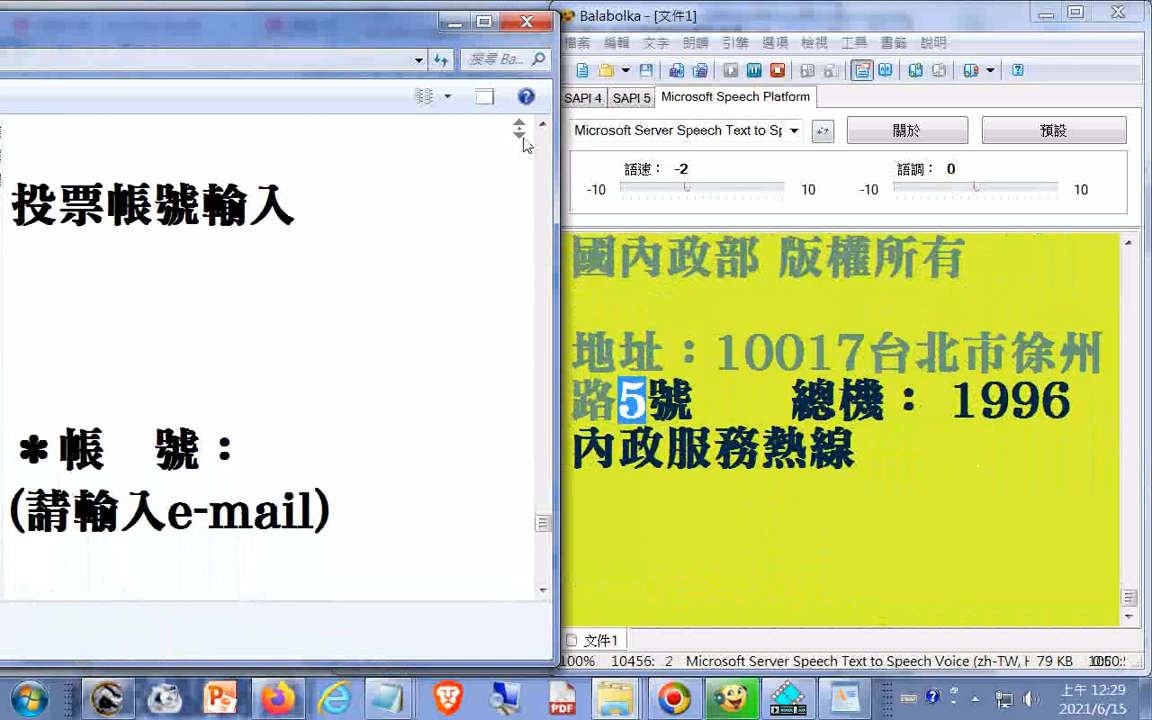 搜尋 Ba...
投票帳號輸入
*帳 號：
(請輸入e-mail)
Balabolka - [文件1]
檔案 編輯 文字 朗讀 引擎 選項 檢視 工具 書籤 說明
SAPI 4 SAPI 5 Microsoft Speech Platform
Microsoft Server Speech Text to Sp 關於 預設
語速： -2 語調： 0
-10 10 -10 10
國內政部 版權所有
地址：10017台北市徐州
路5號 總機： 1996
內政服務熱線
文件1
100% 10456: 2 Microsoft Server Speech Text to Speech Voice (zh-TW, H 79 KB
PDF
上午 12:29
2021/6/15